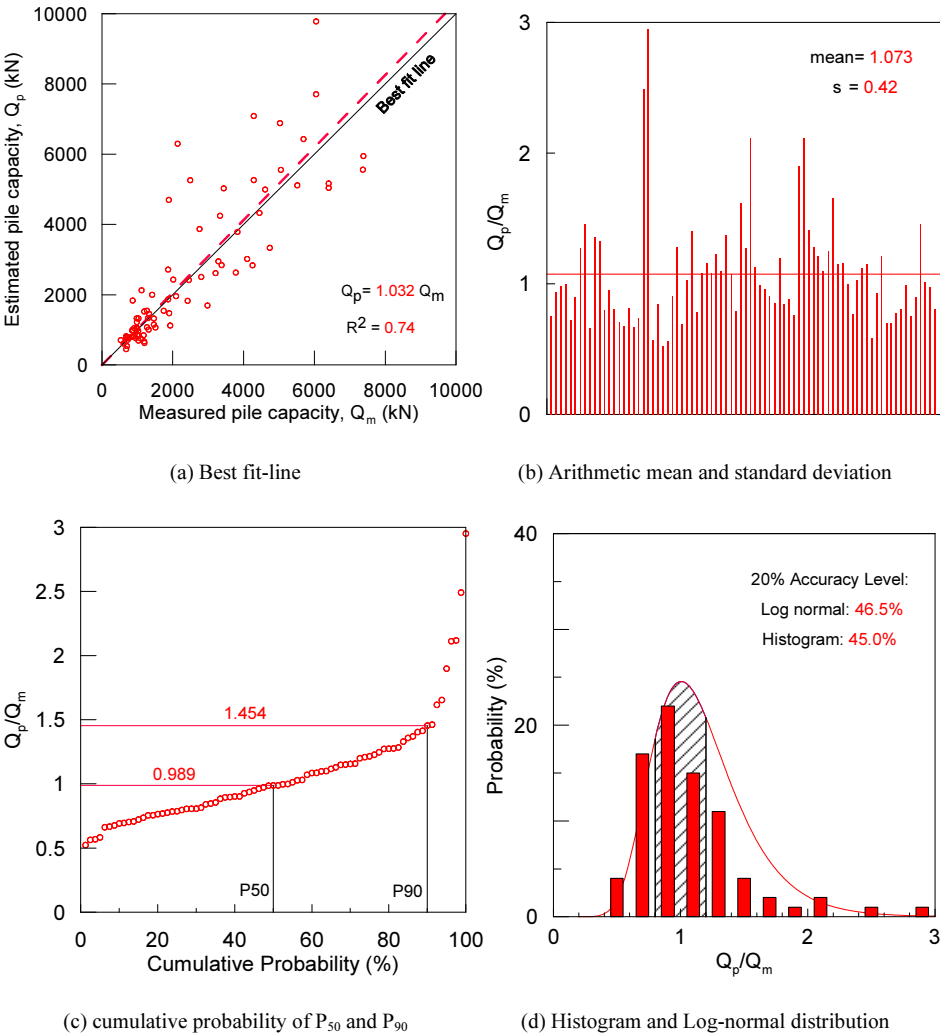 10000
8000
6000
4000
2000
0
Estimated pile capacity, Qp (kN)
Best fit line
Qp= 1.032 Qm
R2 = 0.74
0 2000 4000 6000 8000 10000
Measured pile capacity, Qm (kN)
(a) Best fit-line
3
2
1
0
Qp/Qm
mean= 1.073
s = 0.42
(b) Arithmetic mean and standard deviation
3
2.5
2
1.5
1
0.5
0
Qp/Qm
1.454
0.989
P50
P90
0 20 40 60 80 100
Cumulative Probability (%)
(c) cumulative probability of P50 and P90
40
20
0
Probability (%)
20% Accuracy Level:
Log normal: 46.5%
Histogram: 45.0%
0 1 2 3
Qp/Qm
(d) Histogram and Log-normal distribution